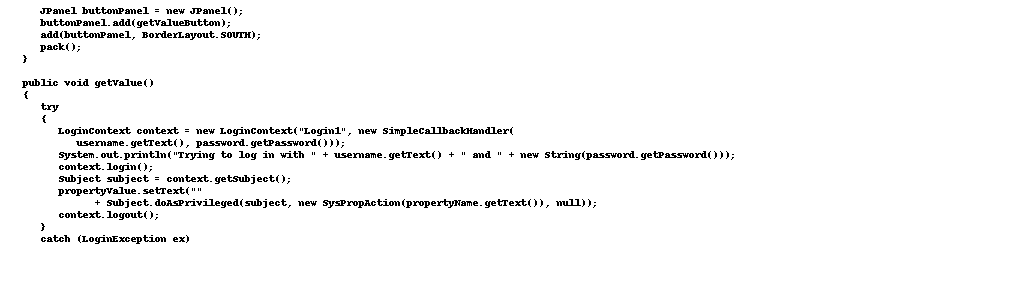 JPanel buttonPanel = new JPanel();
buttonPanel.add(getValueButton);
add(buttonPanel, BorderLayout.SOUTH);
pack();
}
public void getValue()
{
try
{
LoginContext context = new LoginContext("Login1", new SimpleCallbackHandler(
username.getText(), password.getPassword()));
System.out.println("Trying to log in with " + username.getText() + " and " + new String(password.getPassword()));
context.login();
Subject subject = context.getSubject();
propertyValue.setText(""
+ Subject.doAsPrivileged(subject, new SysPropAction(propertyName.getText()), null));
context.logout();
}
catch (LoginException ex)